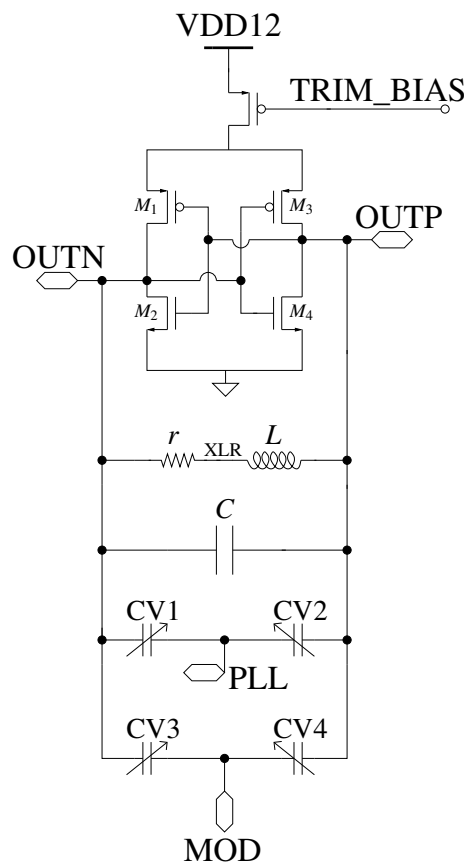 VDD12
TRIM_BIAS
M1 M3
OUTP
OUTN
M2 M4
r XLR L
C
CV1 CV2
PLL
CV3 CV4
MOD